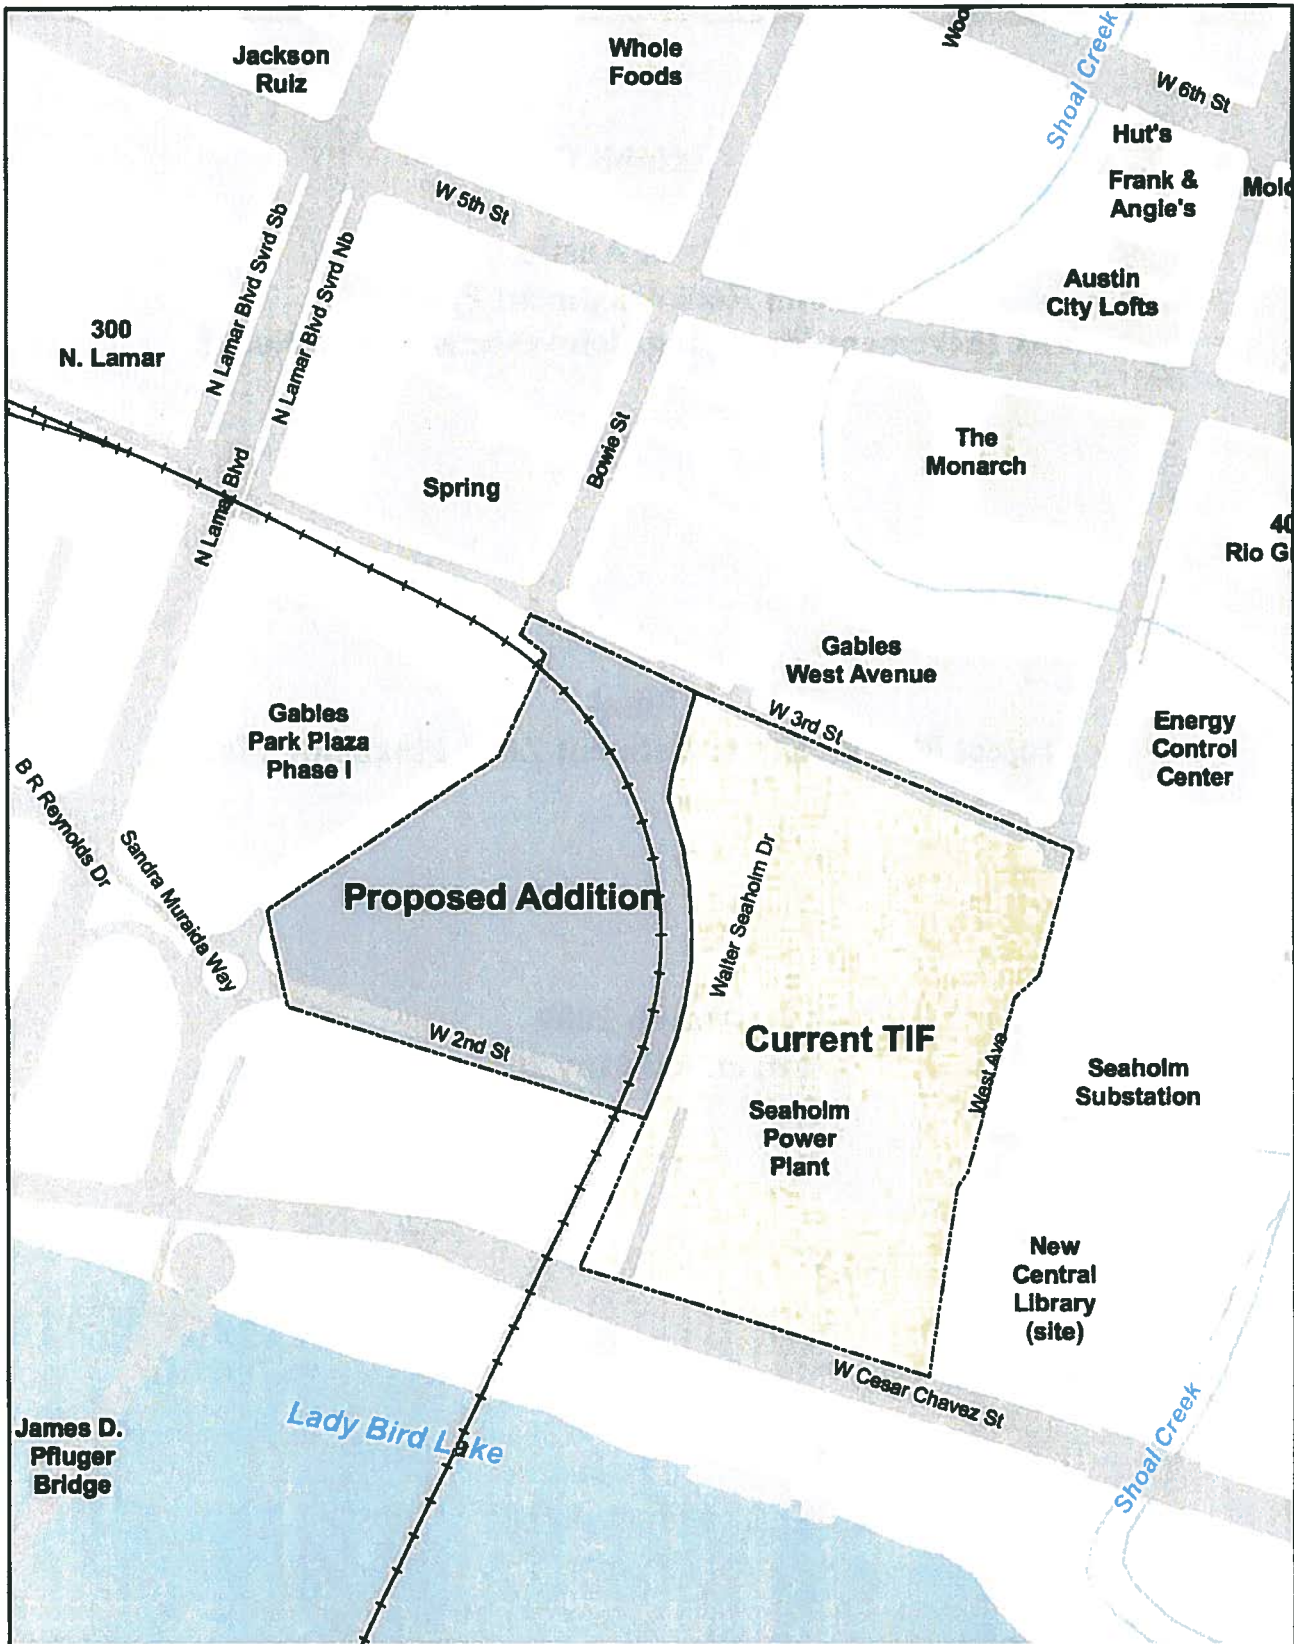 Jackson
Ruiz
Whole
Foods
Shoal Creek
W 6th St
Hut's
Frank &
Angie's
W 5th St
Austin
City Lofts
N Lamar Blvd Svrd Sb
N Lamar Blvd Svrd Nb
300
N. Lamar
Bowie St
The
Monarch
Spring
N Lamar Blvd
40
Gables
West Avenue
W 3rd St
Gables
Park Plaza
Phase I
Energy
Control
Center
B R Reynolds Dr
Sandra Muraida Way
Proposed Addition
Walter Seaholm Dr
W 2nd St
Current TIF
West Ave
Seaholm
Substation
Seaholm
Power
Plant
New
Central
Library
(site)
W Cesar Chavez St
Lady Bird Lake
James D.
Pfluger
Bridge
Shoal Creek